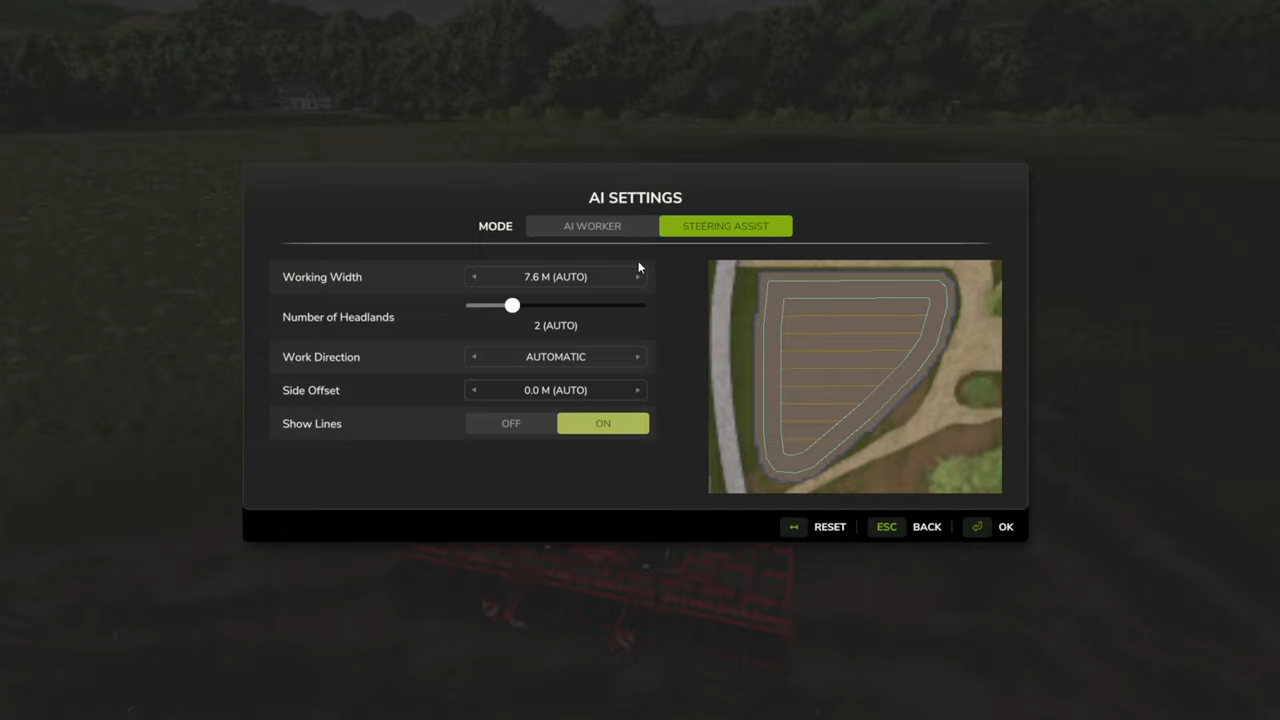 AI SETTINGS
MODE AI WORKER STEERING ASSIST
Working Width 7.6 M (AUTO)
Number of Headlands 2 (AUTO)
Work Direction AUTOMATIC
Side Offset 0.0 M (AUTO)
Show Lines OFF ON
RESET ESC BACK OK